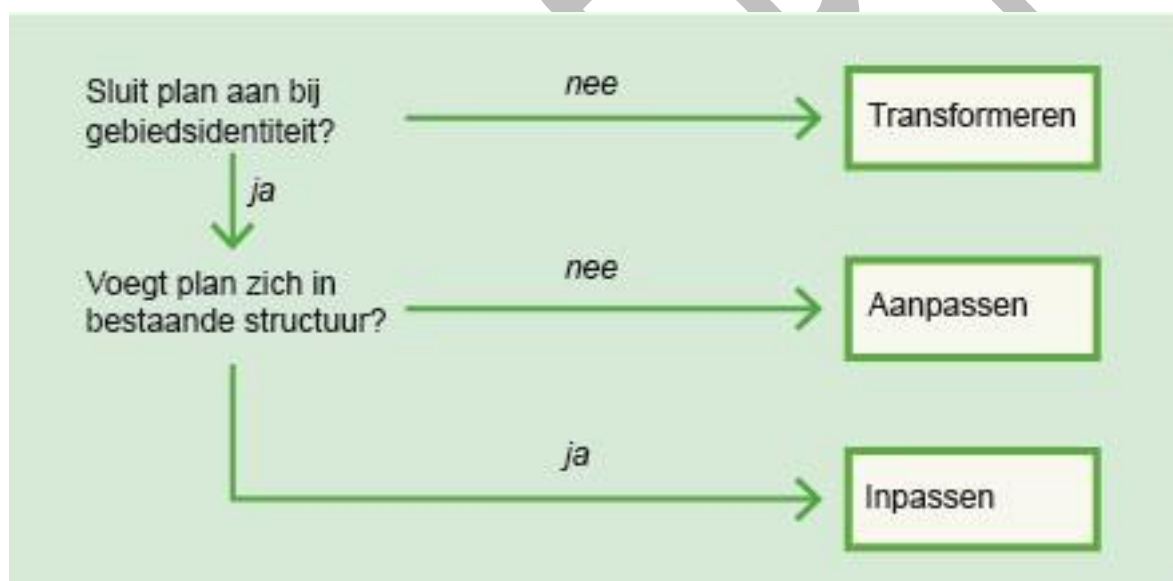 Sluit plan aan bij
gebiedsidentiteit?
nee
Transformeren
ja
Voegt plan zich in
bestaande structuur?
nee
Aanpassen
ja
Inpassen